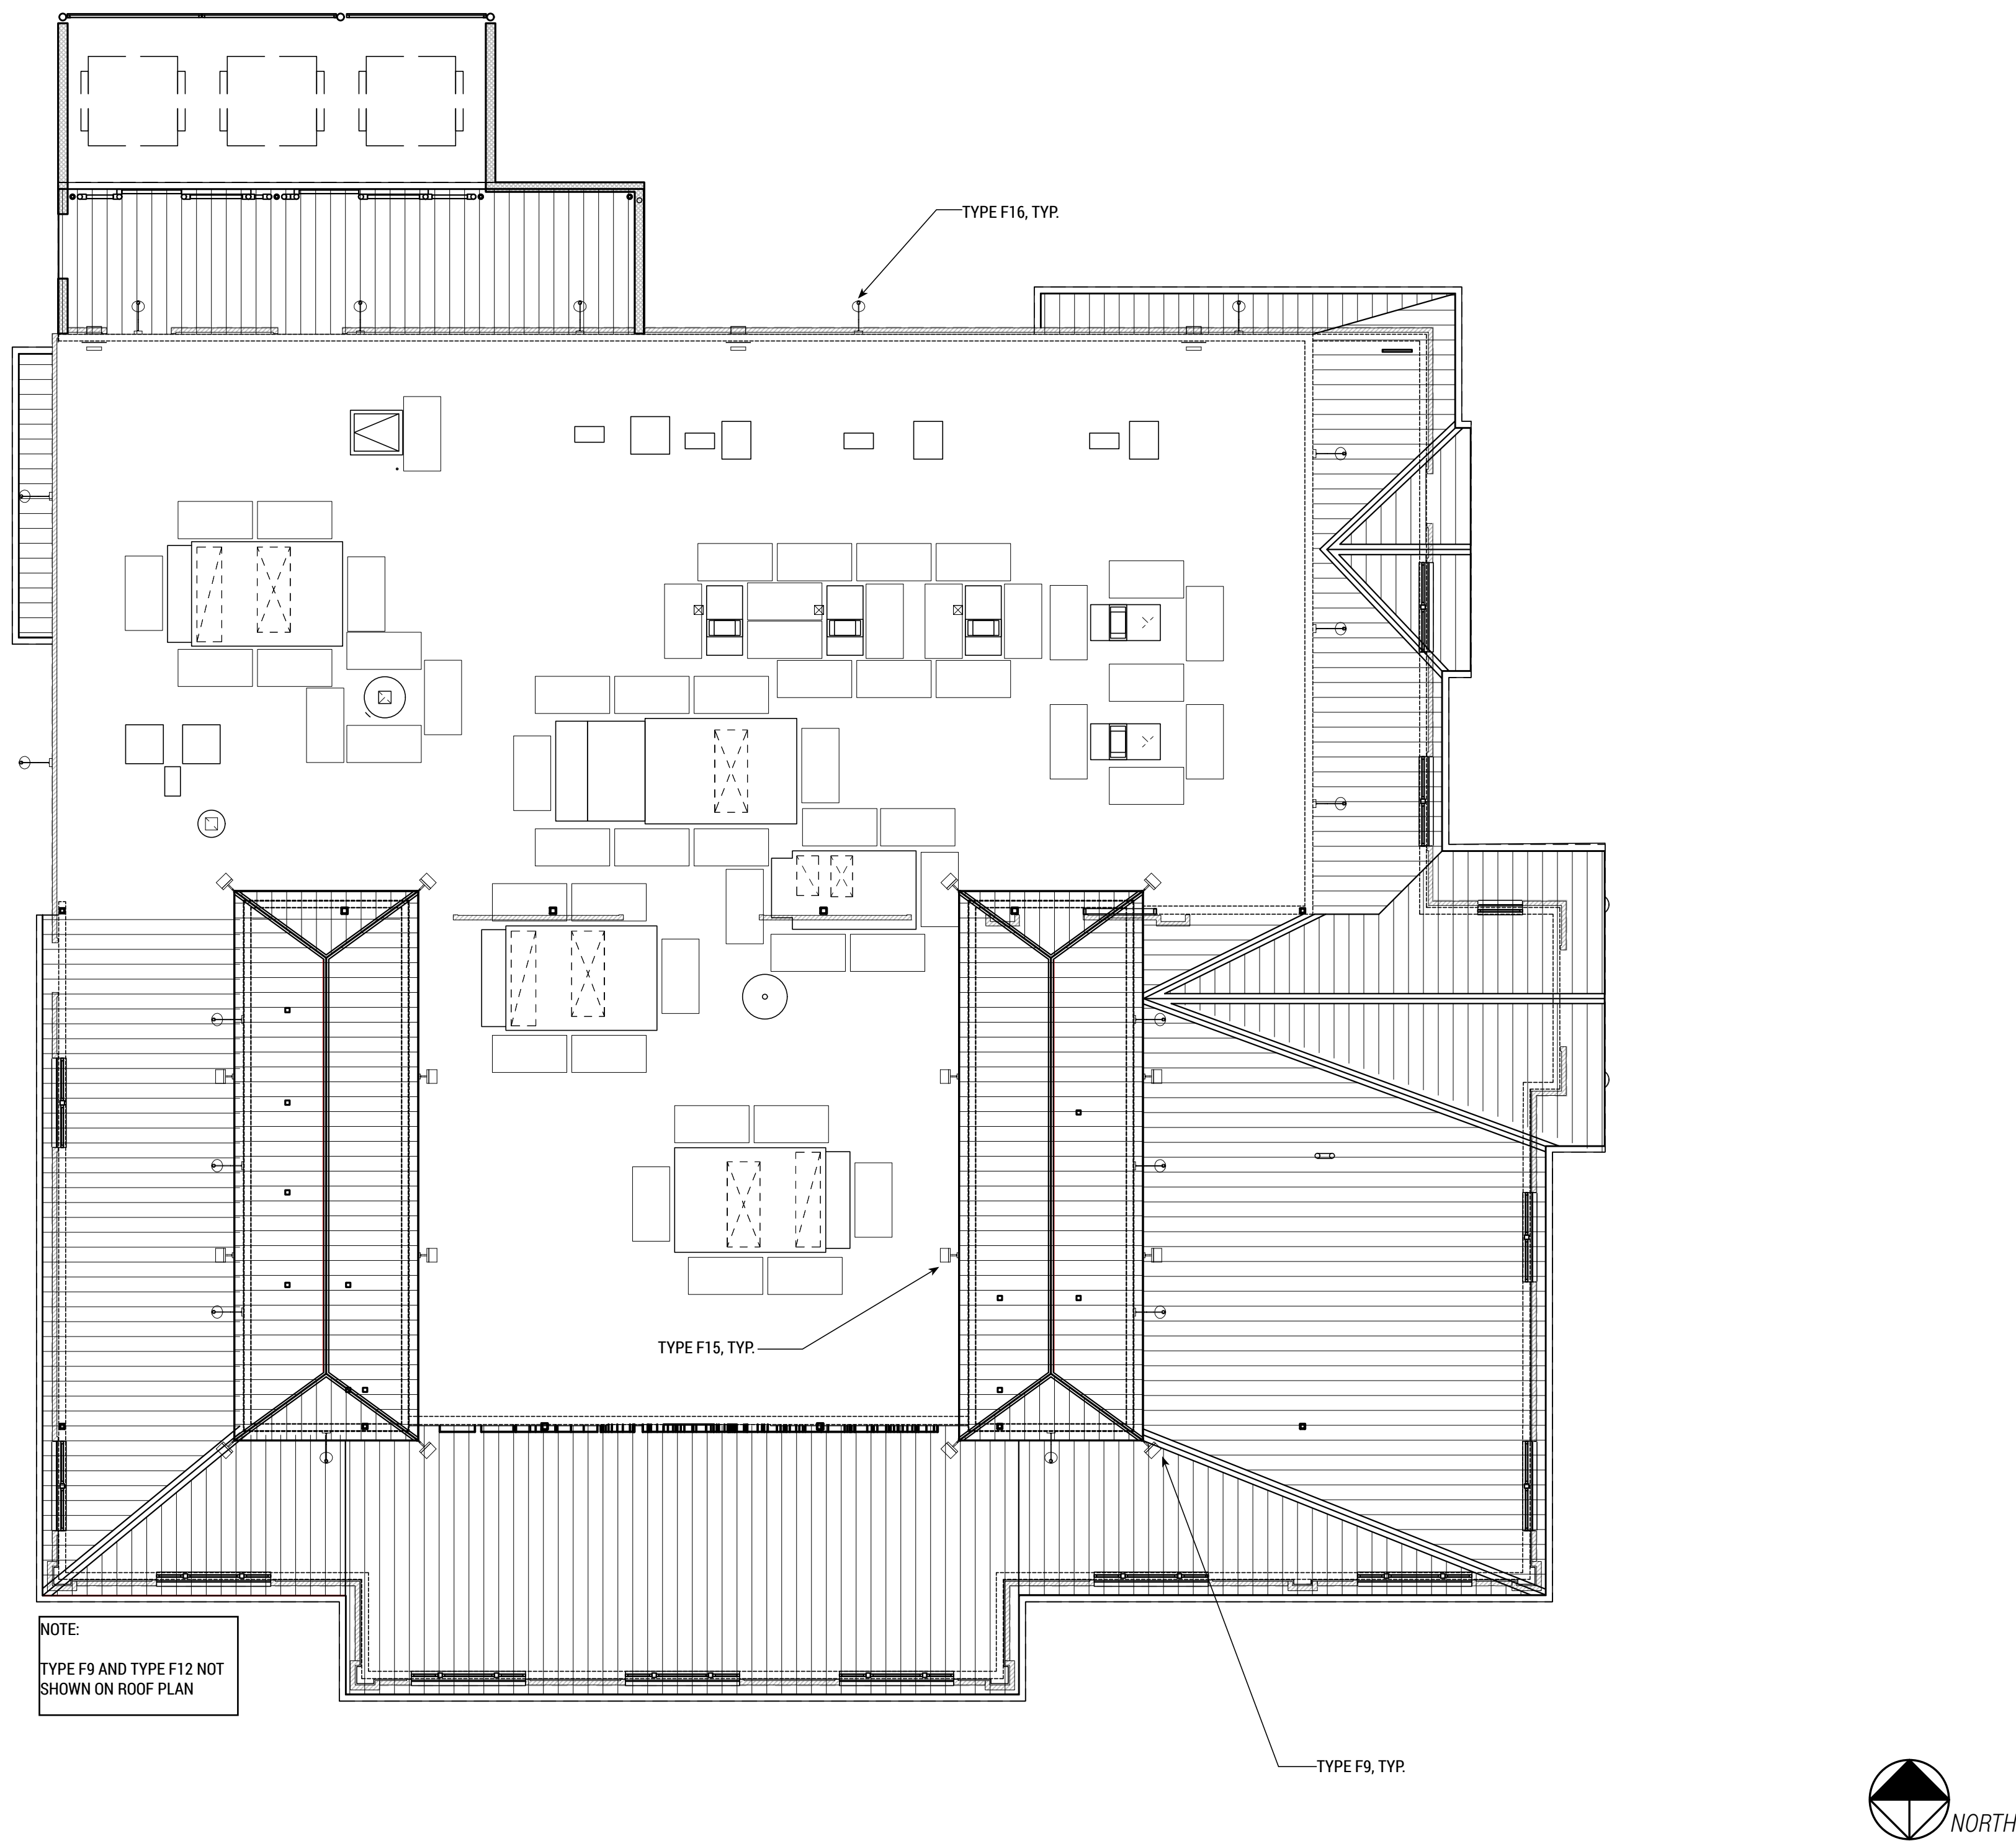 TYPE F16, TYP.
TYPE F15, TYP.
NOTE:
TYPE F9 AND TYPE F12 NOT
SHOWN ON ROOF PLAN
TYPE F9, TYP.
NORTH